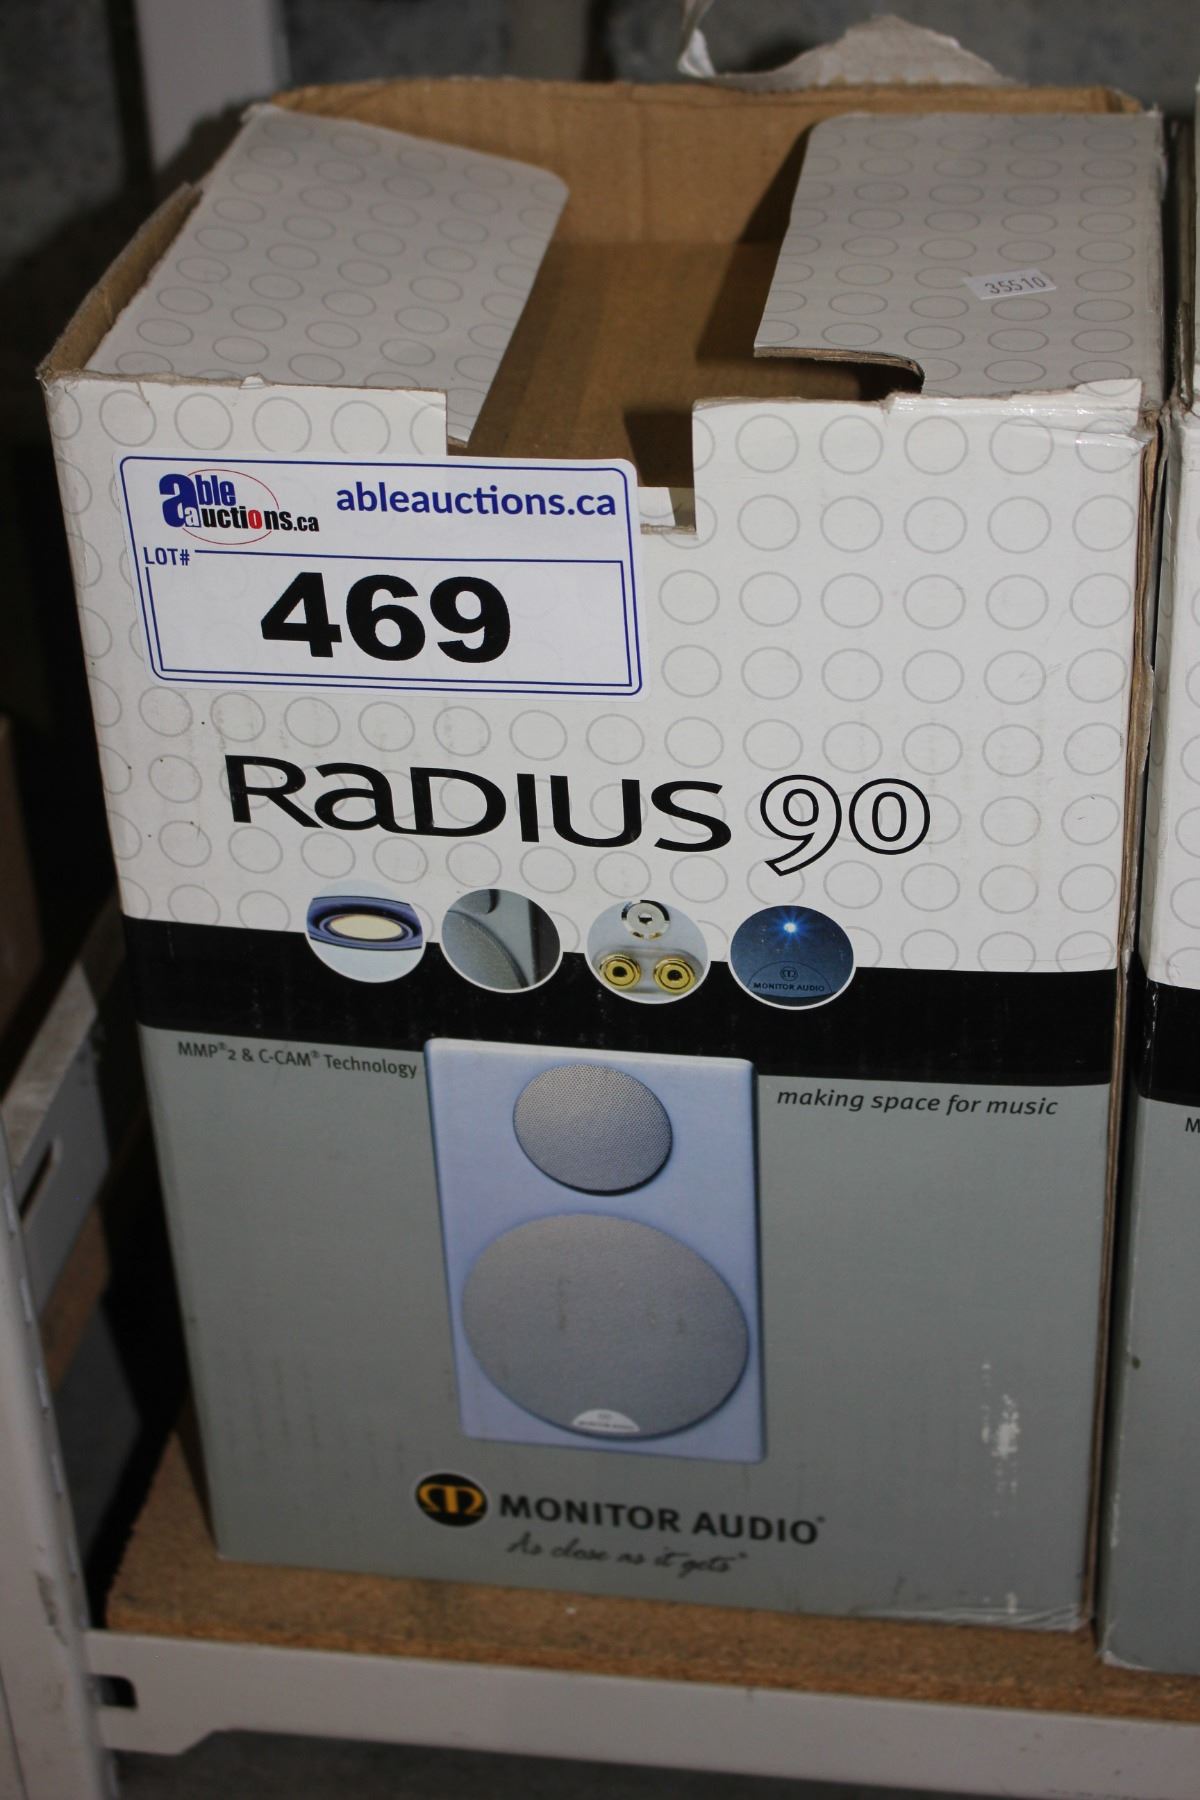 35510
able auctions.ca
ableauctions.ca
LOT#
469
RaDIUS 90
MONITOR AUDIO
MMP®2 & C-CAM® Technology
making space for music
MONITOR AUDIO®
As close as it gets®
M